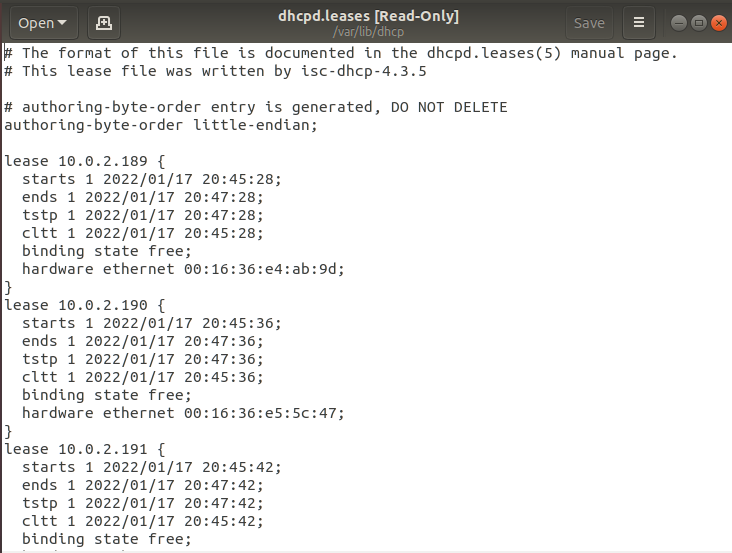 Open
dhcpd.leases [Read-Only]
/var/lib/dhcp
Save
# The format of this file is documented in the dhcpd.leases(5) manual page.
# This lease file was written by isc-dhcp-4.3.5
# authoring-byte-order entry is generated, DO NOT DELETE
authoring-byte-order little-endian;
lease 10.0.2.189 {
  starts 1 2022/01/17 20:45:28;
  ends 1 2022/01/17 20:47:28;
  tstp 1 2022/01/17 20:47:28;
  cltt 1 2022/01/17 20:45:28;
  binding state free;
  hardware ethernet 00:16:36:e4:ab:9d;
}
lease 10.0.2.190 {
  starts 1 2022/01/17 20:45:36;
  ends 1 2022/01/17 20:47:36;
  tstp 1 2022/01/17 20:47:36;
  cltt 1 2022/01/17 20:45:36;
  binding state free;
  hardware ethernet 00:16:36:e5:5c:47;
}
lease 10.0.2.191 {
  starts 1 2022/01/17 20:45:42;
  ends 1 2022/01/17 20:47:42;
  tstp 1 2022/01/17 20:47:42;
  cltt 1 2022/01/17 20:45:42;
  binding state free;